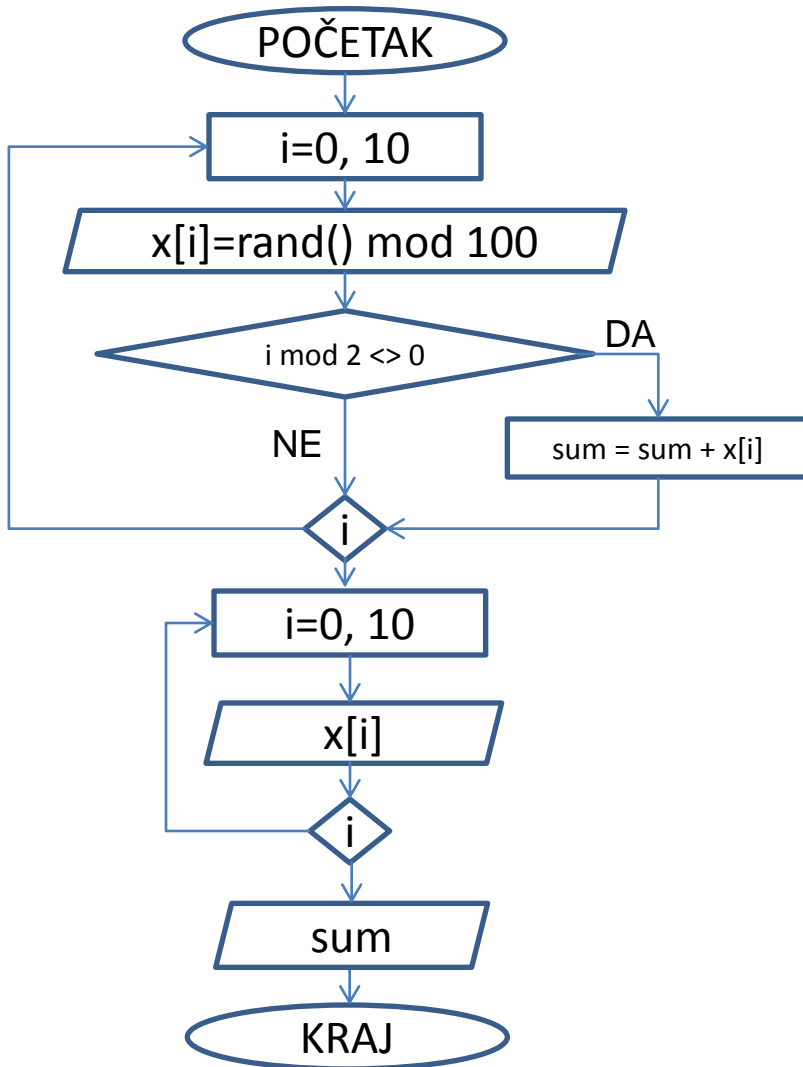 POČETAK
i=0, 10
x[i]=rand() mod 100
i mod 2 <> 0
DA
NE
sum = sum + x[i]
i
i=0, 10
x[i]
i
sum
KRAJ